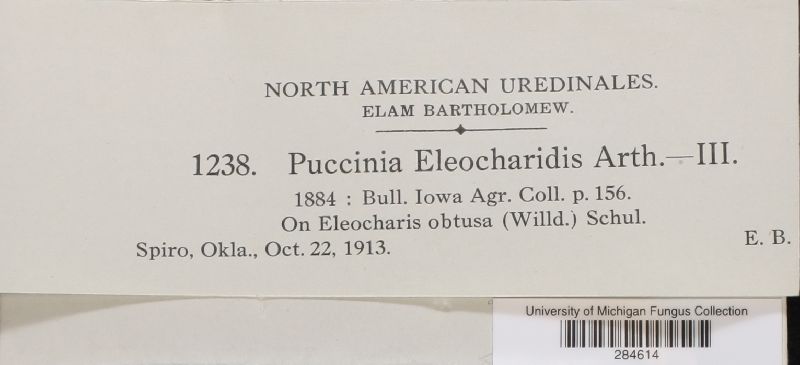 NORTH AMERICAN UREDINALES.
ELAM BARTHOLOMEW.
1238. Puccinia Eleocharidis Arth.—III.
1884 : Bull. Iowa Agr. Coll. p. 156.
On Eleocharis obtusa (Willd.) Schul.
Spiro, Okla., Oct. 22, 1913. E. B.
University of Michigan Fungus Collection
284614